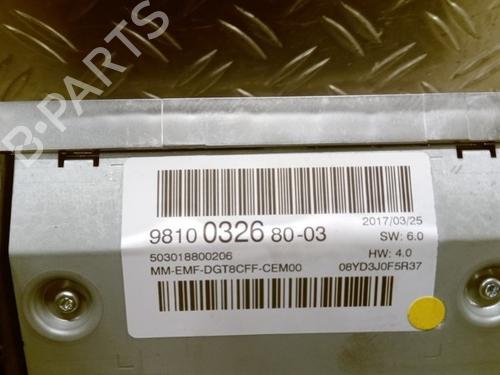 B-PARTS
9810 0326 80-03
2017/03/25
SW: 6.0
503018800206
HW: 4.0
MM-EMF-DGT8CFF-CEM00
08YD3J0F5R37